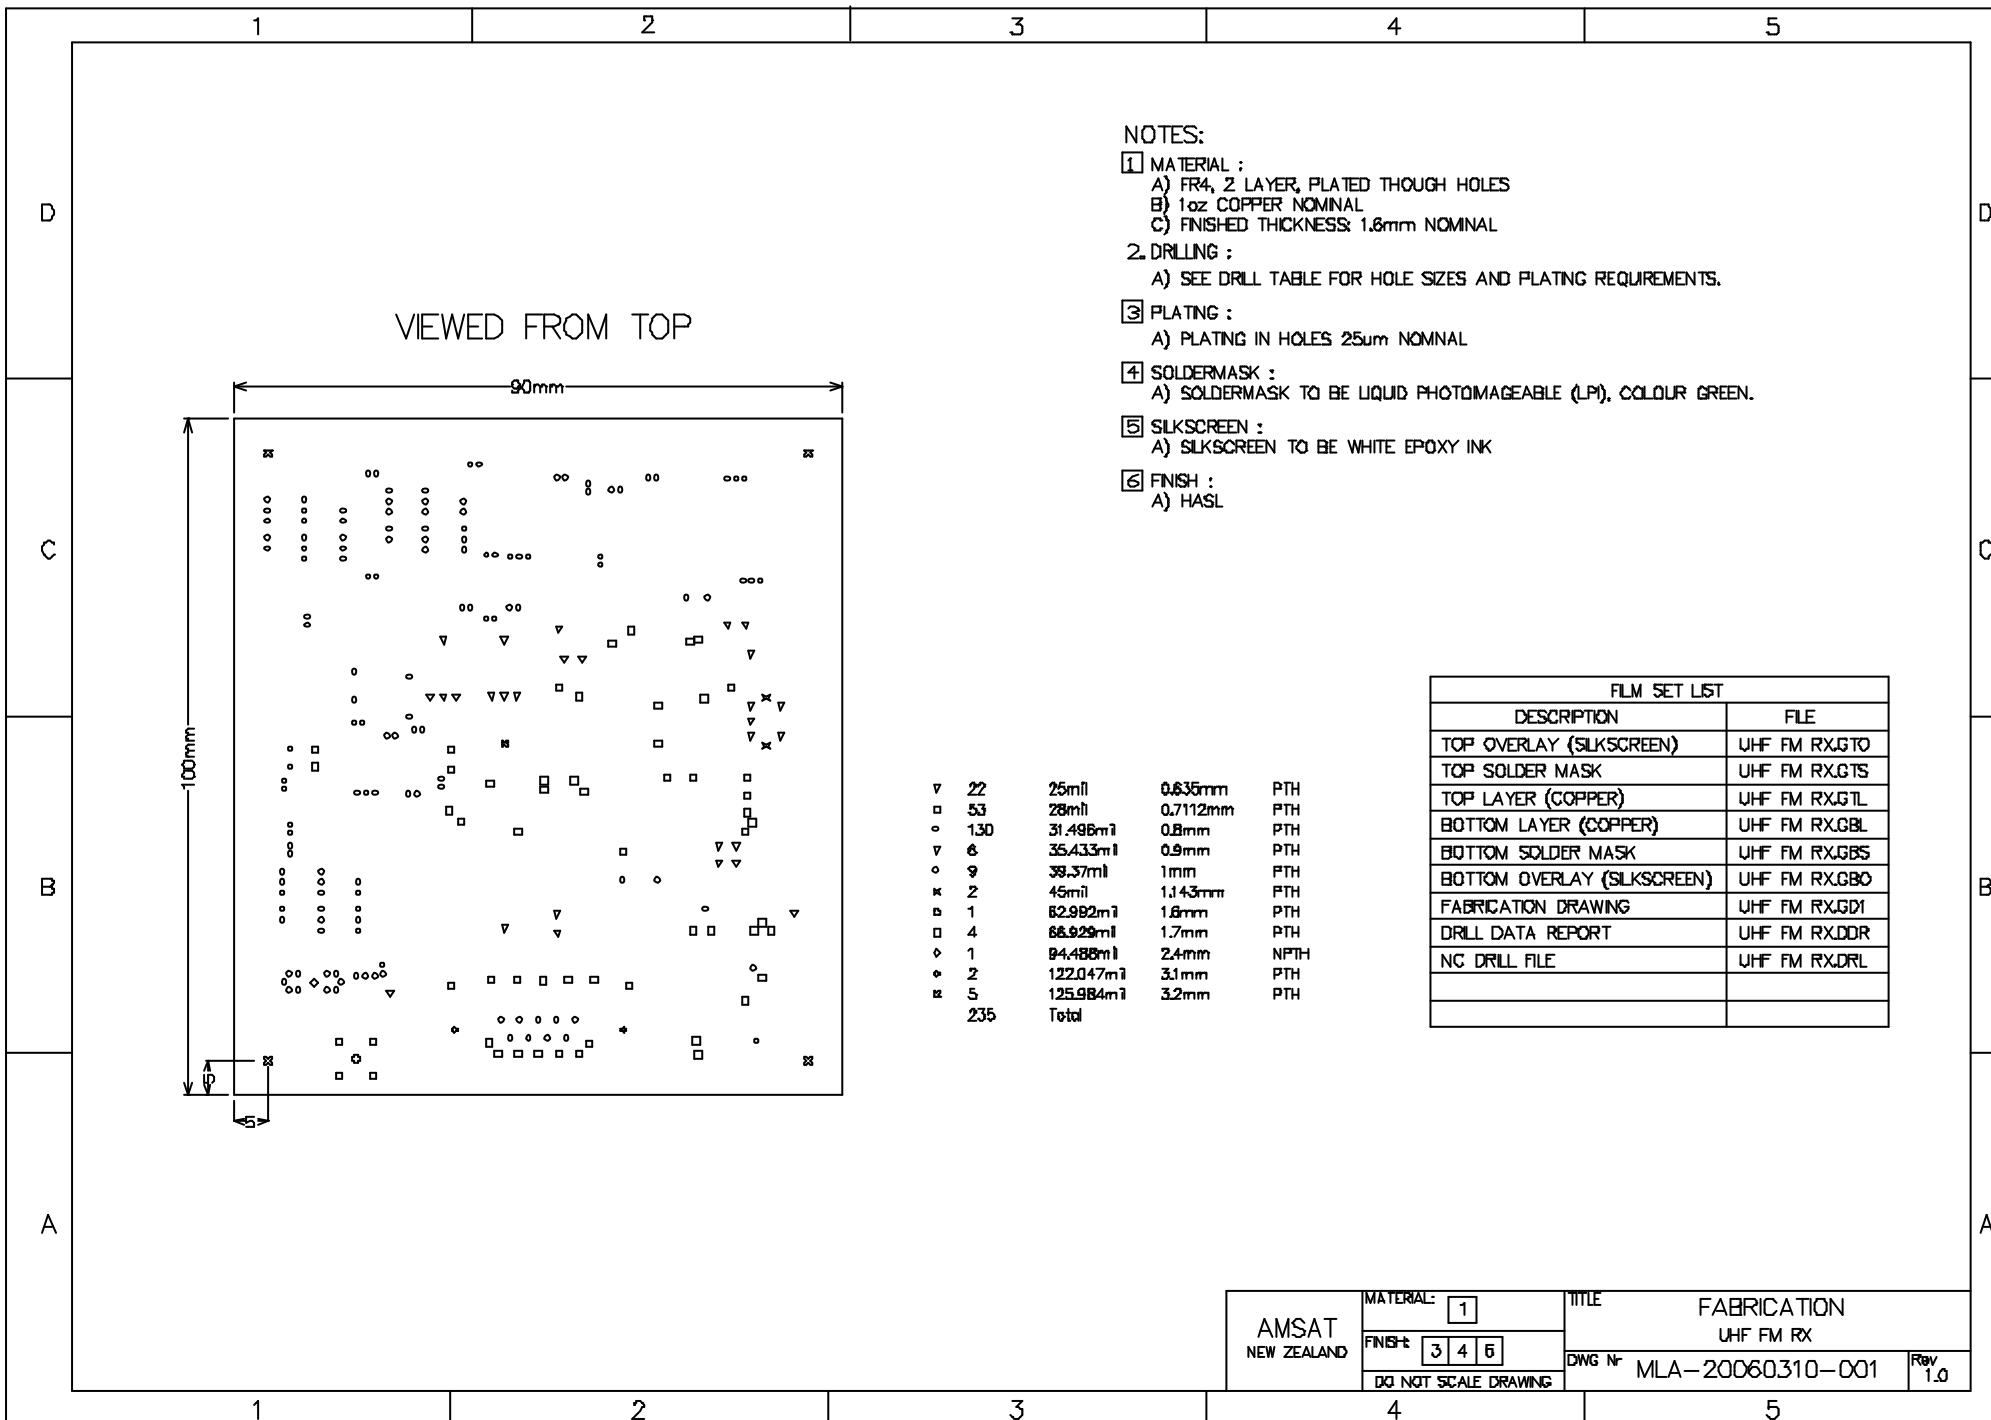 1 2 3 4 5
D D
C C
B B
A A
1 2 3 4 5
VIEWED FROM TOP
90mm
100mm
5
5
NOTES:
1 MATERIAL :
A) FR4, 2 LAYER, PLATED THOUGH HOLES
B) 1oz COPPER NOMINAL
C) FINISHED THICKNESS: 1.6mm NOMINAL
2. DRILLING :
A) SEE DRILL TABLE FOR HOLE SIZES AND PLATING REQUIREMENTS.
3 PLATING :
A) PLATING IN HOLES 25um NOMNAL
4 SOLDERMASK :
A) SOLDERMASK TO BE LIQUID PHOTOIMAGEABLE (LPI), COLOUR GREEN.
5 SILKSCREEN :
A) SILKSCREEN TO BE WHITE EPOXY INK
6 FINISH :
A) HASL
22 25mil 0.635mm PTH
53 28mil 0.7112mm PTH
130 31.496mil 0.8mm PTH
6 35.433mil 0.9mm PTH
9 39.37mil 1mm PTH
2 45mil 1.143mm PTH
1 62.992mil 1.6mm PTH
4 66.929mil 1.7mm PTH
1 94.488mil 2.4mm NPTH
2 122.047mil 3.1mm PTH
5 125.984mil 3.2mm PTH
235 Total
FILM SET LIST
DESCRIPTION FILE
TOP OVERLAY (SILKSCREEN) UHF FM RX.GTO
TOP SOLDER MASK UHF FM RX.GTS
TOP LAYER (COPPER) UHF FM RX.GTL
BOTTOM LAYER (COPPER) UHF FM RX.GBL
BOTTOM SOLDER MASK UHF FM RX.GBS
BOTTOM OVERLAY (SILKSCREEN) UHF FM RX.GBO
FABRICATION DRAWING UHF FM RX.GD1
DRILL DATA REPORT UHF FM RX.DDR
NC DRILL FILE UHF FM RX.DRL
AMSAT
NEW ZEALAND
MATERIAL: 1
FINISH: 3 4 6
DO NOT SCALE DRAWING
TITLE FABRICATION
UHF FM RX
DWG Nr MLA-20060310-001
Rev 1.0